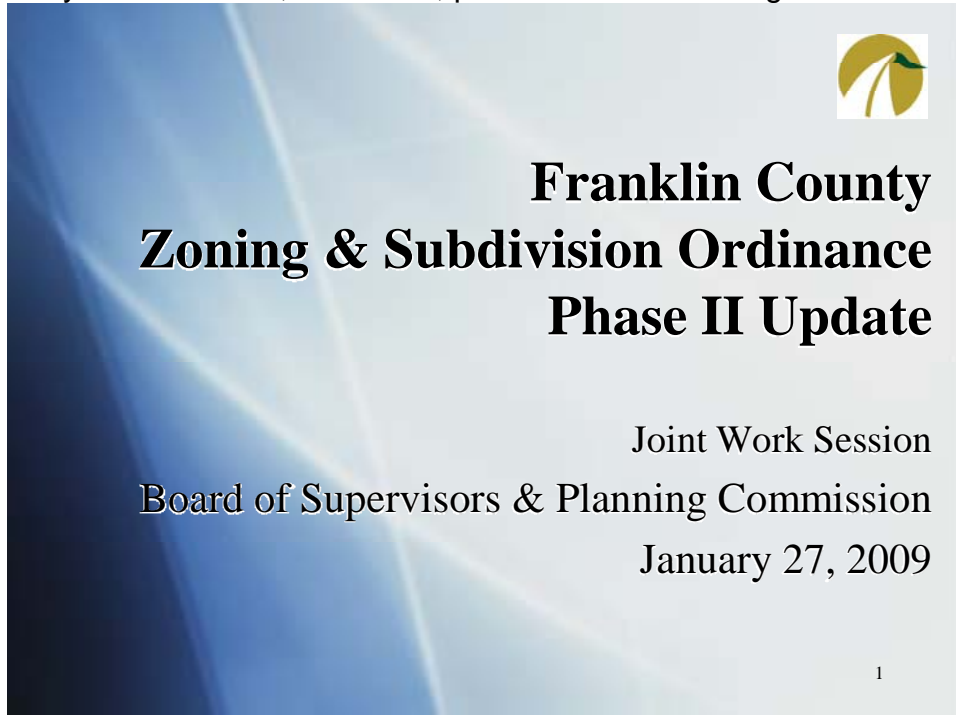 Franklin County
Zoning & Subdivision Ordinance
Phase II Update
Joint Work Session
Board of Supervisors & Planning Commission
January 27, 2009
1